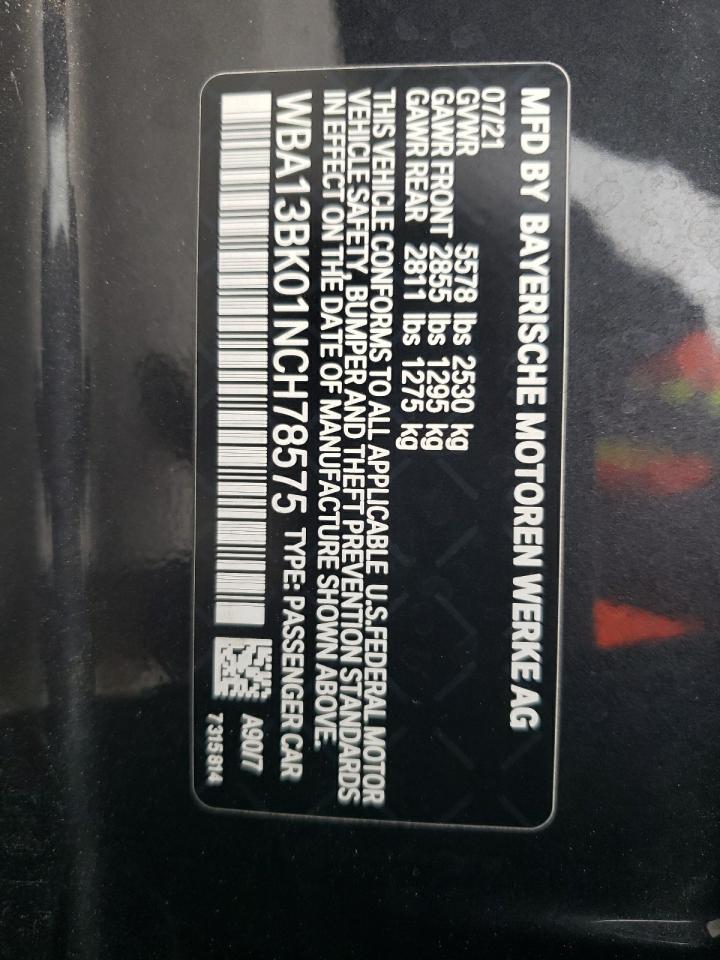 MFD BY BAYERISCHE MOTOREN WERKE AG
07/21
GVWR 5578 lbs 2530 kg
GAWR FRONT 2855 lbs 1295 kg
GAWR REAR 2811 lbs 1275 kg
THIS VEHICLE CONFORMS TO ALL APPLICABLE U.S.FEDERAL MOTOR
VEHICLE SAFETY, BUMPER AND THEFT PREVENTION STANDARDS
IN EFFECT ON THE DATE OF MANUFACTURE SHOWN ABOVE.
WBA13BK01NCH78575 TYPE: PASSENGER CAR
A90/7
7315814